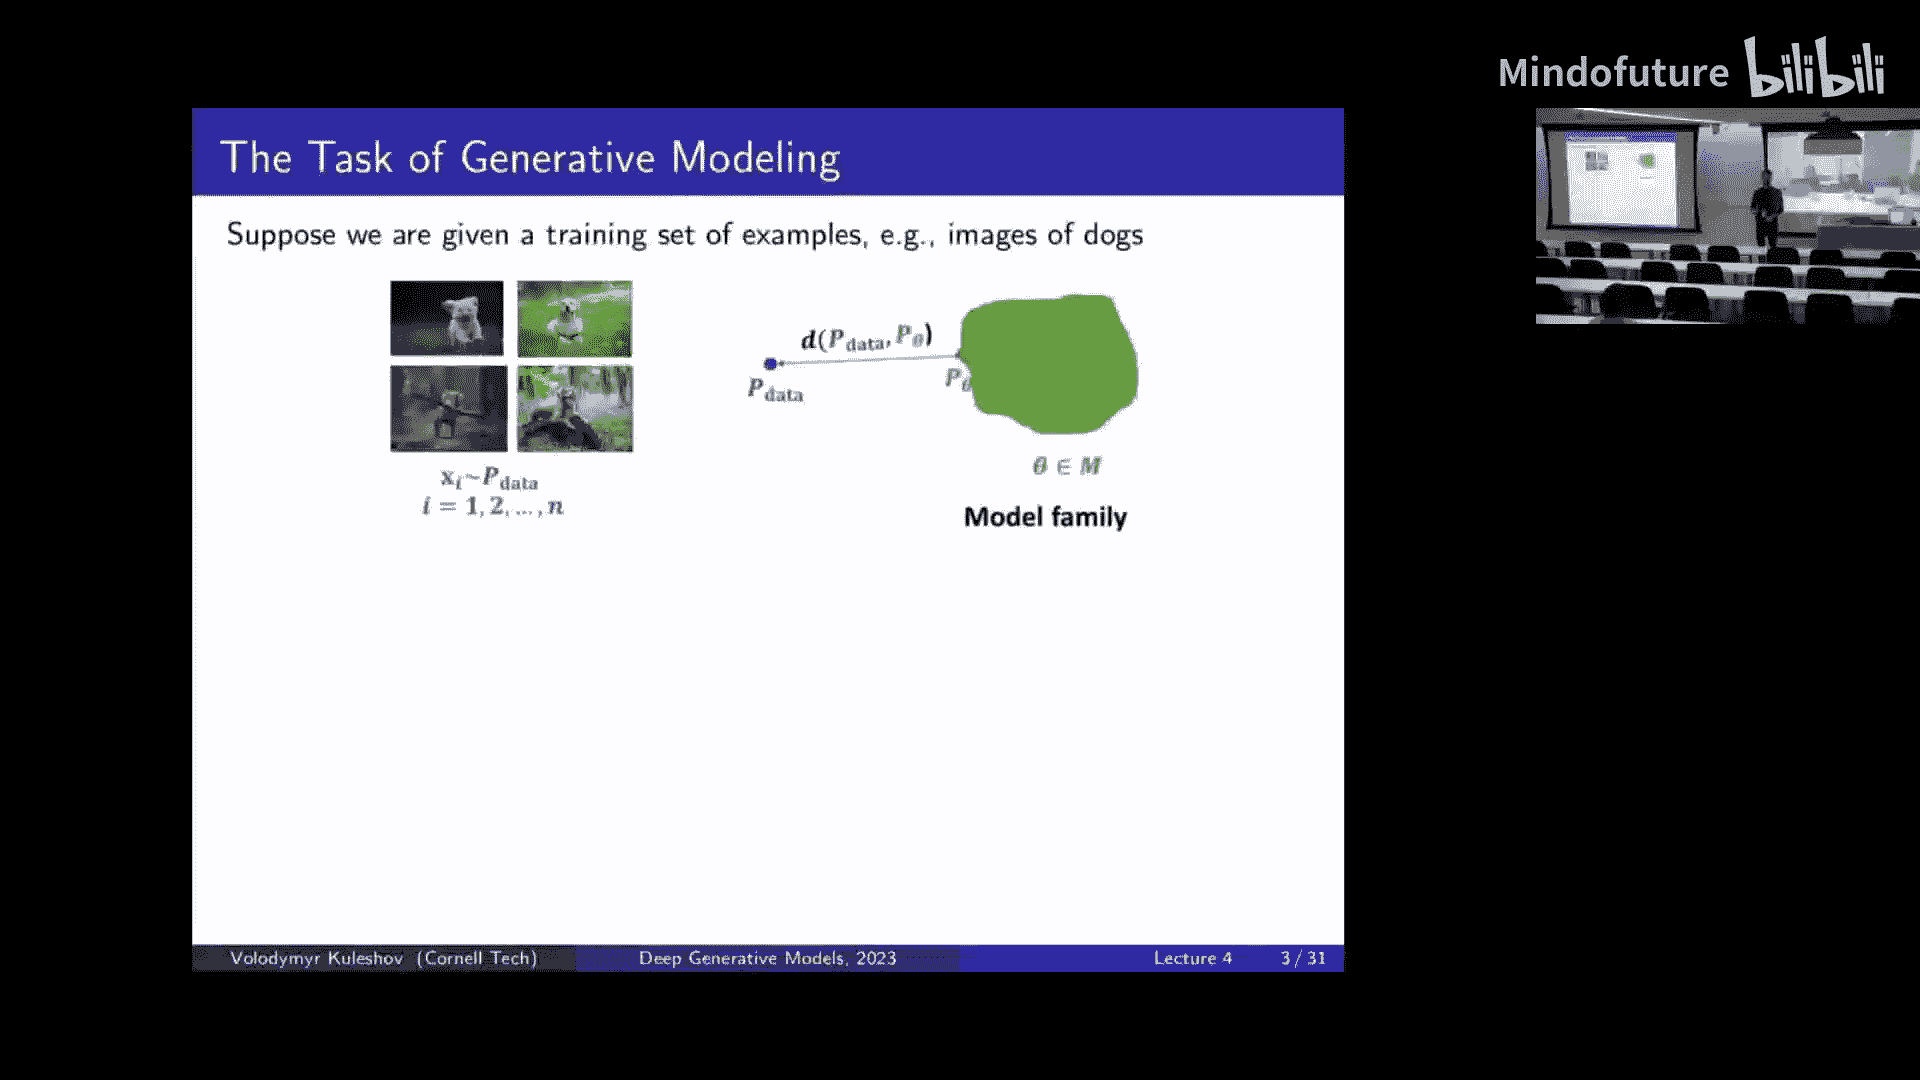 Mindofuture bilibili
The Task of Generative Modeling
Suppose we are given a training set of examples, e.g., images of dogs
d(P_data, P_θ)
P_data
P_θ
x_i~P_data
i = 1, 2, ..., n
θ ∈ M
Model family
Volodymyr Kuleshov (Cornell Tech) Deep Generative Models, 2023 Lecture 4 3 / 31